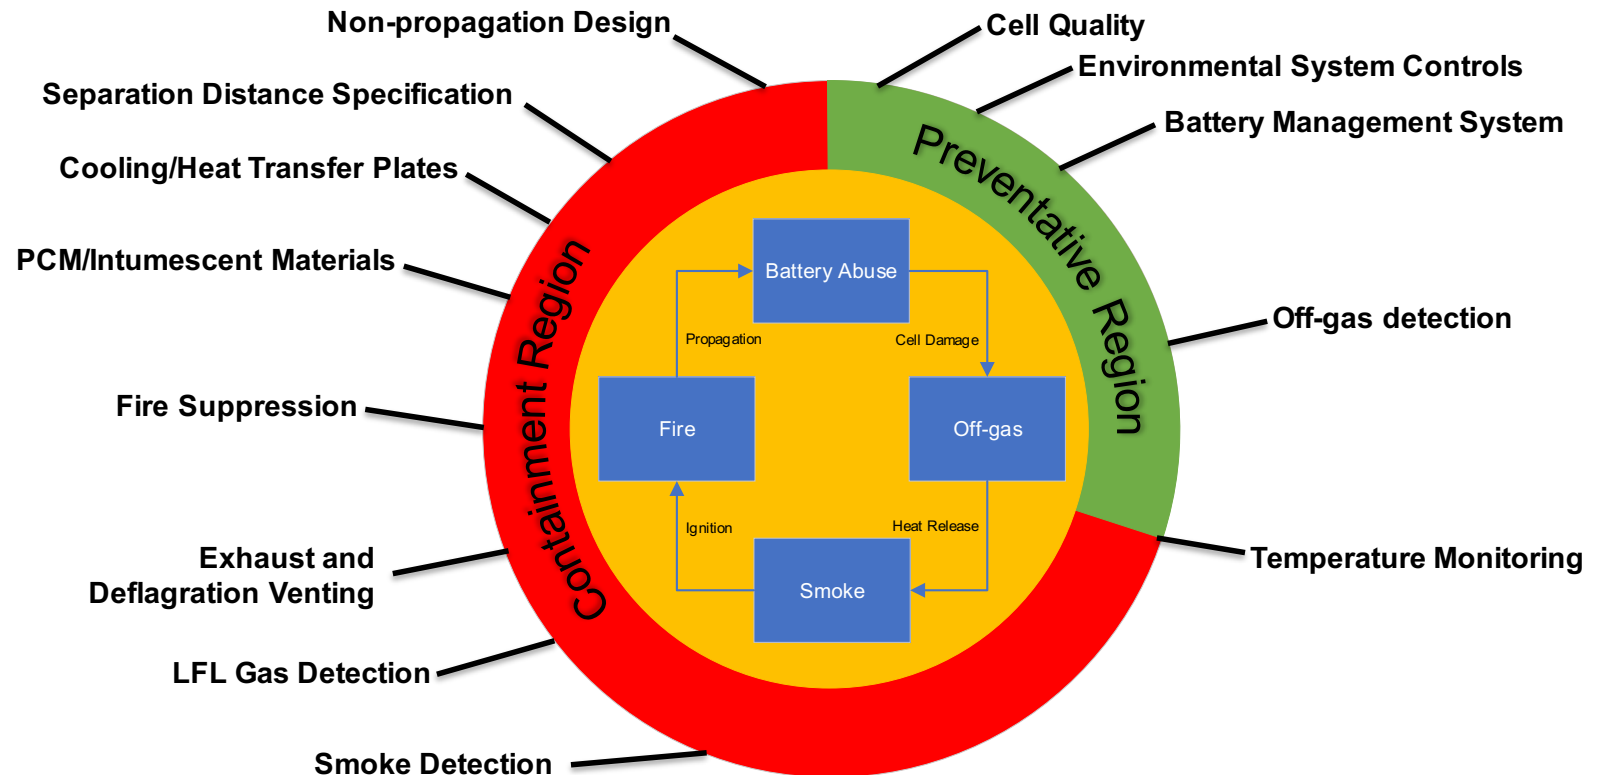 Non-propagation Design
Cell Quality
Separation Distance Specification
Environmental System Controls
Cooling/Heat Transfer Plates
Battery Management System
PCM/Intumescent Materials
Off-gas detection
Fire Suppression
Temperature Monitoring
Exhaust and
Deflagration Venting
LFL Gas Detection
Smoke Detection
Containment Region
Preventative Region
Battery Abuse
Propagation
Cell Damage
Fire
Off-gas
Ignition
Heat Release
Smoke